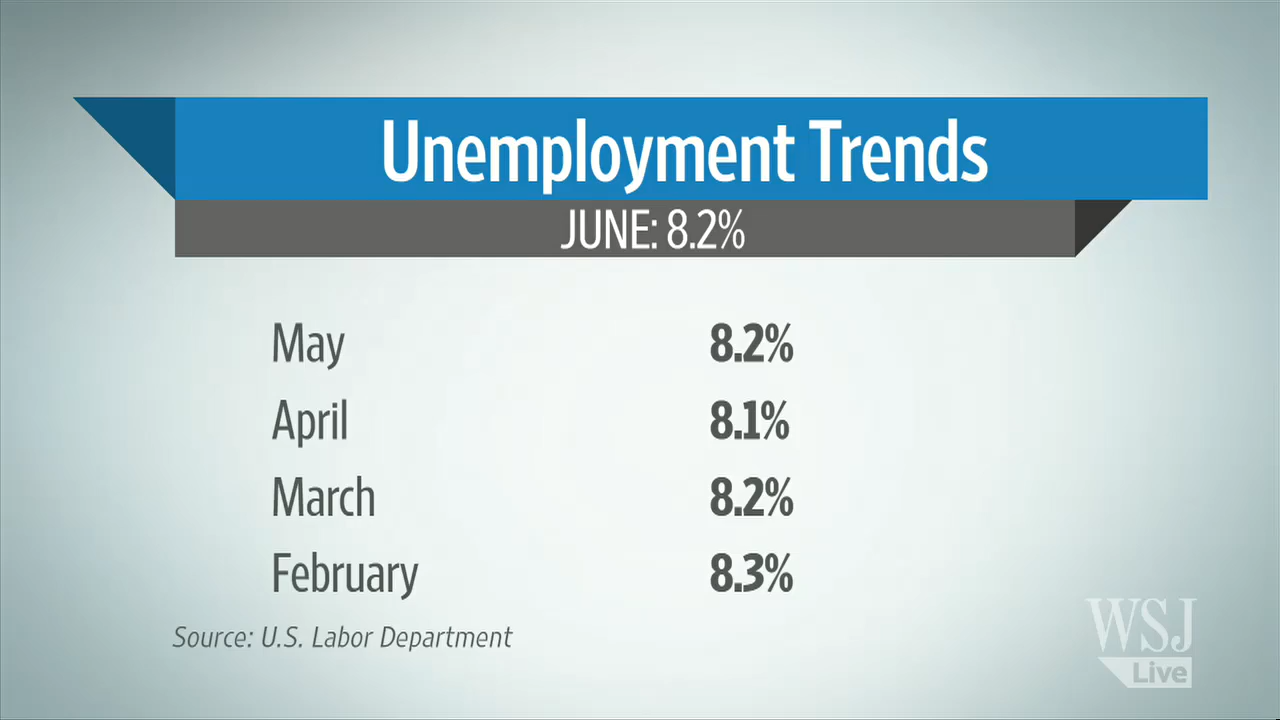 Unemployment Trends
JUNE: 8.2%
May 8.2%
April 8.1%
March 8.2%
February 8.3%
Source: U.S. Labor Department
WSJ
Live